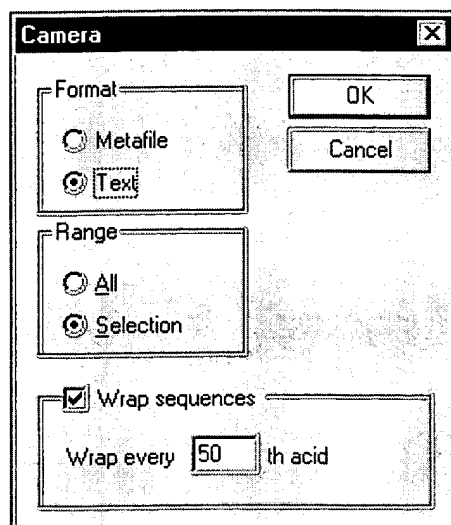 Camera
Format
OK
Metafile
Cancel
Text
Range
All
Selection
Wrap sequences
Wrap every 50 th acid